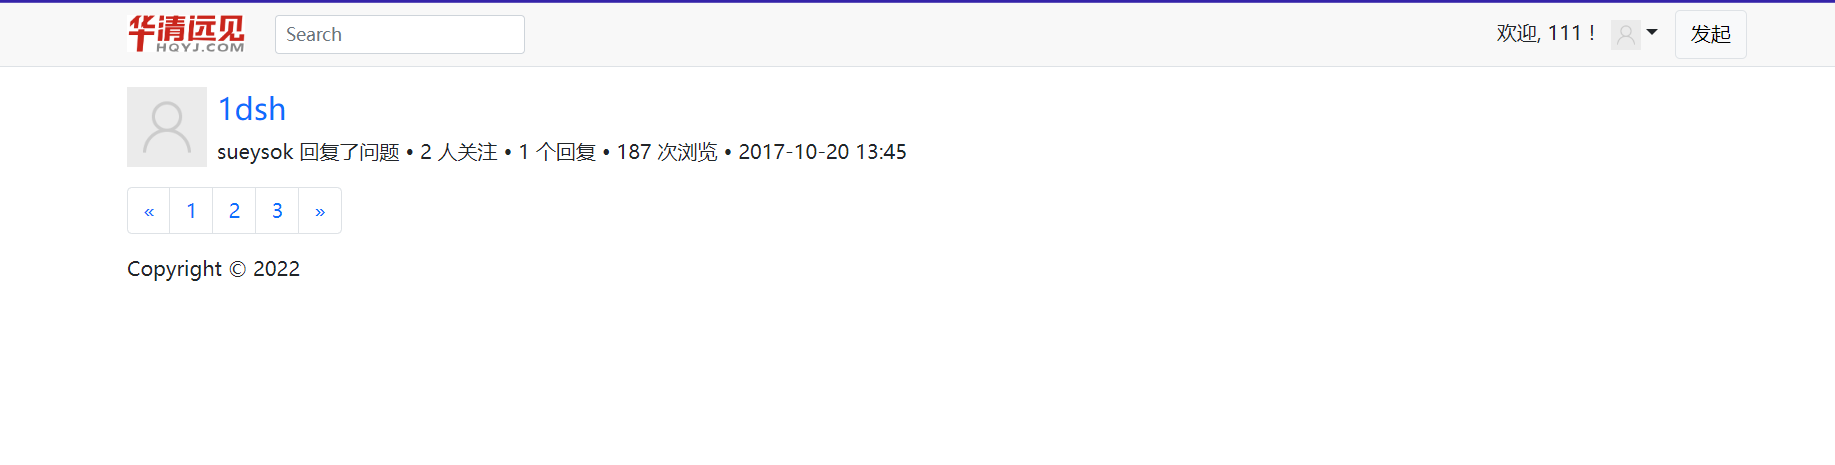 华清远见
HQYJ.COM
Search
欢迎, 111！
发起
1dsh
sueysok 回复了问题 • 2 人关注 • 1 个回复 • 187 次浏览 • 2017-10-20 13:45
« 1 2 3 »
Copyright © 2022